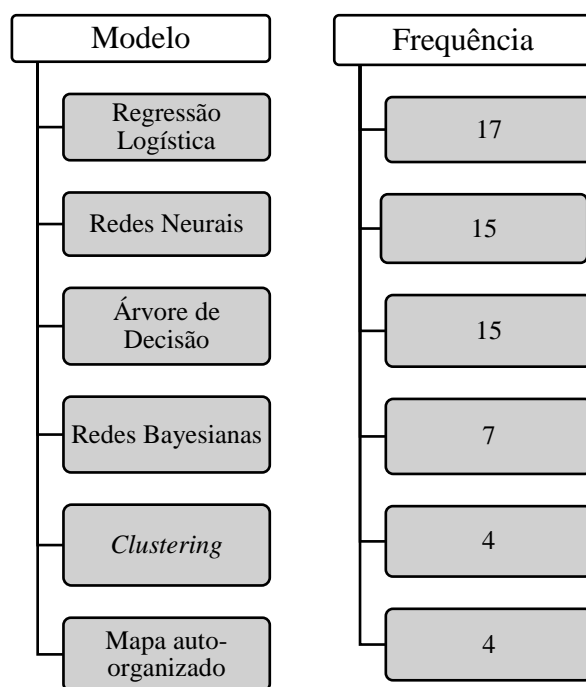 Modelo
Regressão
Logística
Redes Neurais
Árvore de
Decisão
Redes Bayesianas
Clustering
Mapa auto-
organizado
Frequência
17
15
15
7
4
4